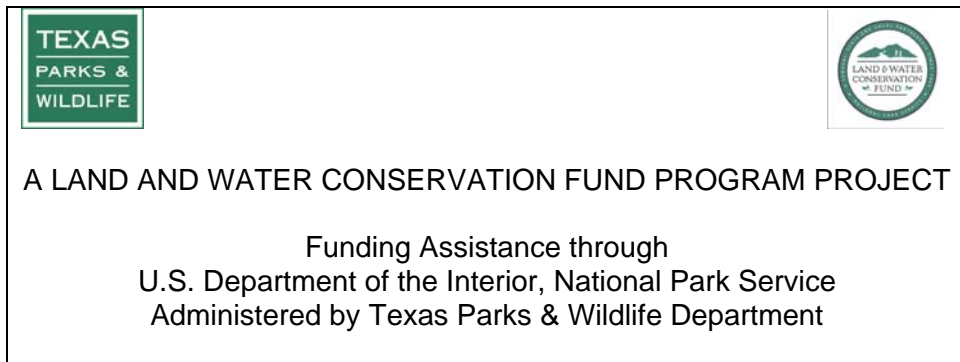 TEXAS
PARKS &
WILDLIFE
LAND & WATER
CONSERVATION
FUND
A LAND AND WATER CONSERVATION FUND PROGRAM PROJECT
Funding Assistance through
U.S. Department of the Interior, National Park Service
Administered by Texas Parks & Wildlife Department